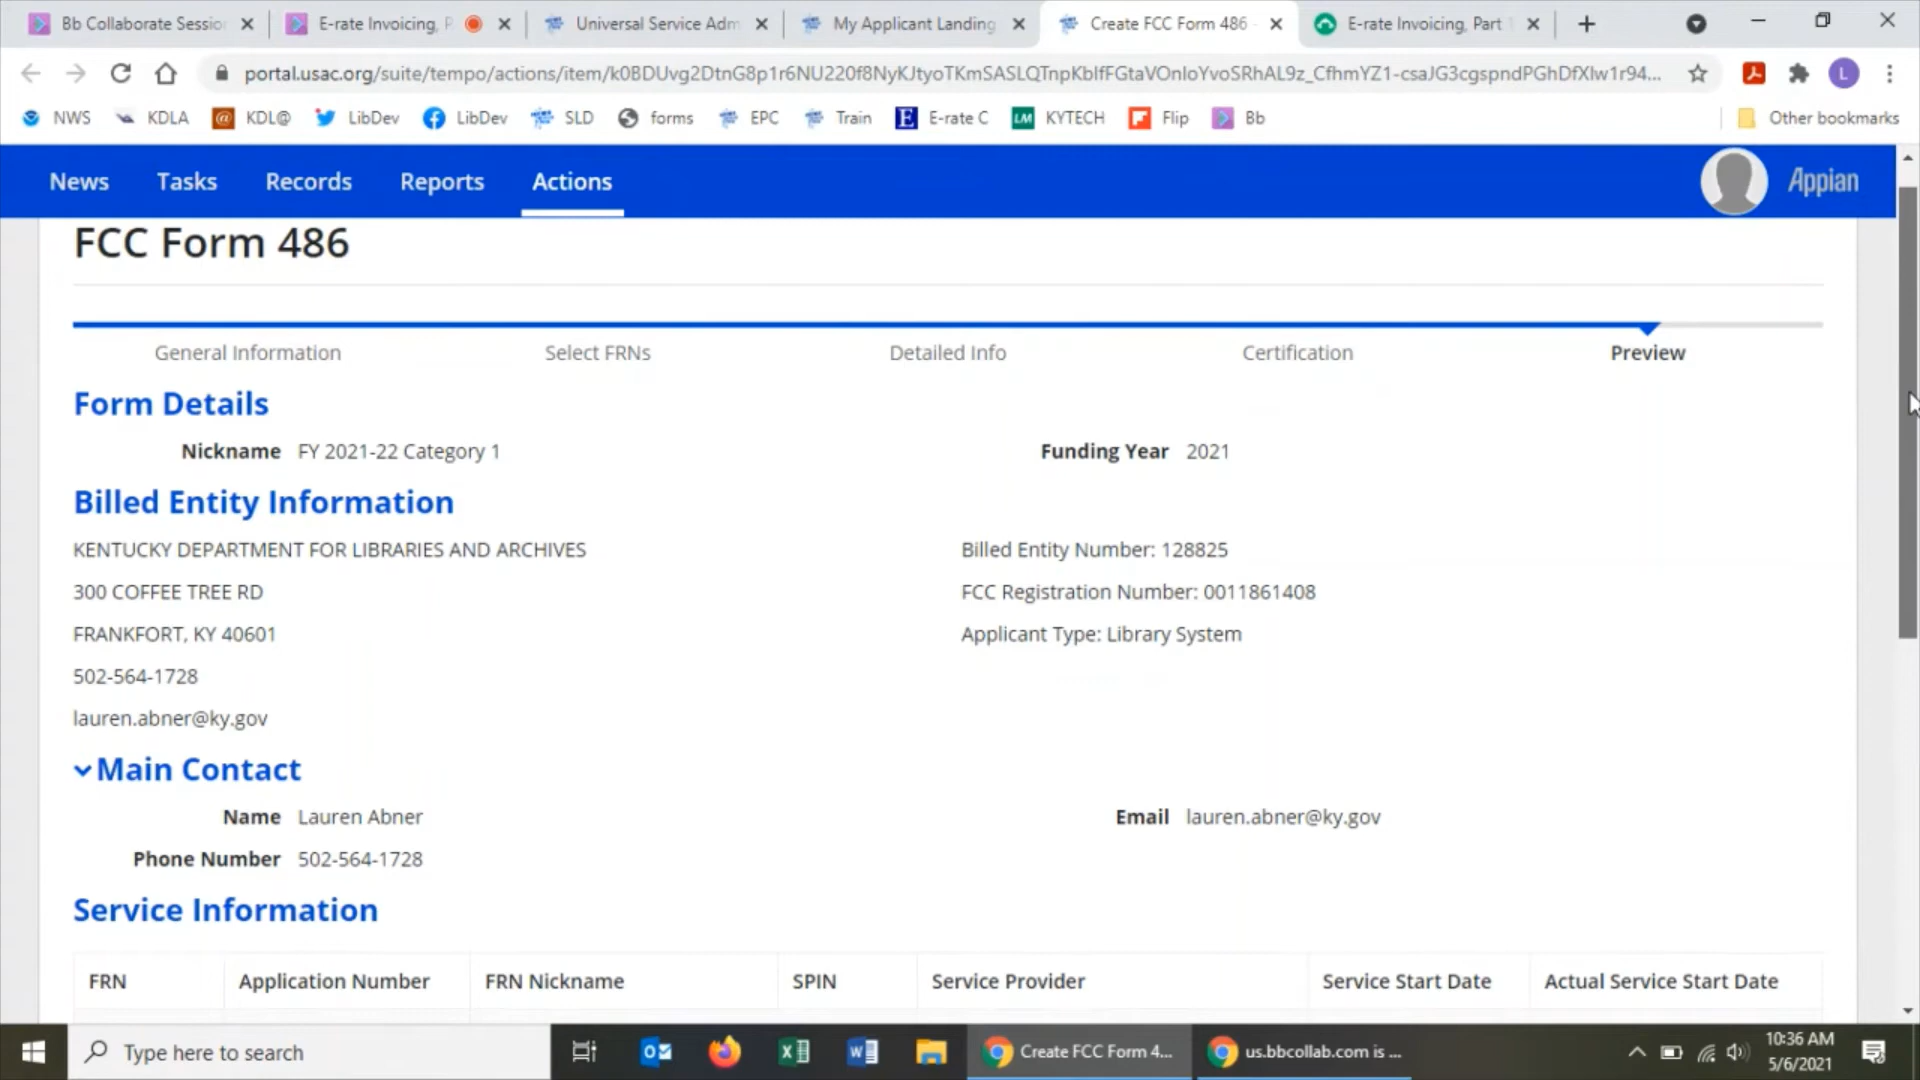 Bb Collaborate Sessio
E-rate Invoicing, P
Universal Service Adm
My Applicant Landing
Create FCC Form 486 -
E-rate Invoicing, Part
portal.usac.org/suite/tempo/actions/item/k0BDUvg2DtnG8p1r6NU220f8NyKJtyoTKmSASLQTnpKblfFGtaVOnIoYvoSRhAL9z_CfhmYZ1-csaJG3cgspndPGhDfXlw1r94...
L
NWS
KDLA
KDL@
LibDev
LibDev
SLD
forms
EPC
Train
E
E-rate C
LM
KYTECH
Flip
Bb
Other bookmarks
News
Tasks
Records
Reports
Actions
Appian
FCC Form 486
General Information
Select FRNs
Detailed Info
Certification
Preview
Form Details
Nickname FY 2021-22 Category 1
Funding Year 2021
Billed Entity Information
KENTUCKY DEPARTMENT FOR LIBRARIES AND ARCHIVES
Billed Entity Number: 128825
300 COFFEE TREE RD
FCC Registration Number: 0011861408
FRANKFORT, KY 40601
Applicant Type: Library System
502-564-1728
lauren.abner@ky.gov
Main Contact
Name Lauren Abner
Email lauren.abner@ky.gov
Phone Number 502-564-1728
Service Information
FRN
Application Number
FRN Nickname
SPIN
Service Provider
Service Start Date
Actual Service Start Date
Type here to search
Create FCC Form 4...
us.bbcollab.com is ...
10:36 AM
5/6/2021